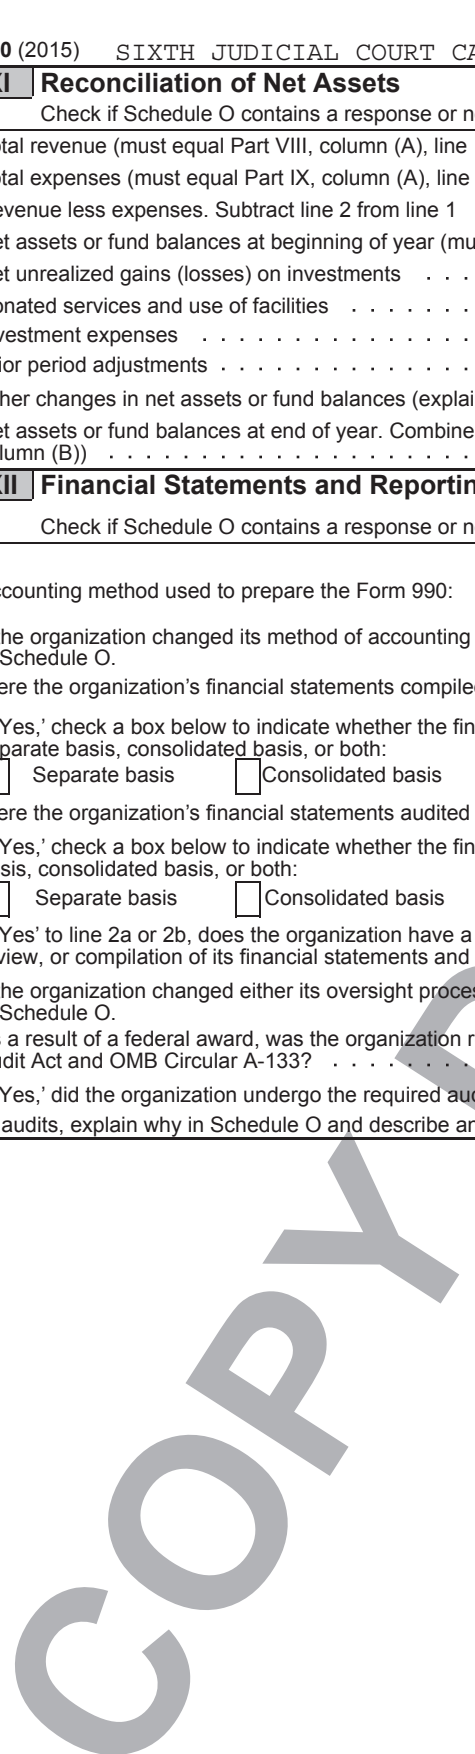 0 (2015) SIXTH JUDICIAL COURT CA
XI Reconciliation of Net Assets
Check if Schedule O contains a response or n
otal revenue (must equal Part VIII, column (A), line
otal expenses (must equal Part IX, column (A), line
evenue less expenses. Subtract line 2 from line 1
et assets or fund balances at beginning of year (mu
et unrealized gains (losses) on investments . . .
onated services and use of facilities . . . . . . .
vestment expenses . . . . . . . . . . . . . . .
ior period adjustments . . . . . . . . . . . . . .
her changes in net assets or fund balances (explai
et assets or fund balances at end of year. Combine
lumn (B)) . . . . . . . . . . . . . . . . . . . .
XII Financial Statements and Reportin
Check if Schedule O contains a response or n
ccounting method used to prepare the Form 990:
the organization changed its method of accounting
Schedule O.
ere the organization’s financial statements compile
Yes,’ check a box below to indicate whether the fin
parate basis, consolidated basis, or both:
Separate basis Consolidated basis
ere the organization’s financial statements audited
Yes,’ check a box below to indicate whether the fin
sis, consolidated basis, or both:
Separate basis Consolidated basis
Yes’ to line 2a or 2b, does the organization have a
view, or compilation of its financial statements and
the organization changed either its oversight proces
Schedule O.
s a result of a federal award, was the organization r
udit Act and OMB Circular A-133? . . . . . . . .
Yes,’ did the organization undergo the required aud
audits, explain why in Schedule O and describe an
COPY